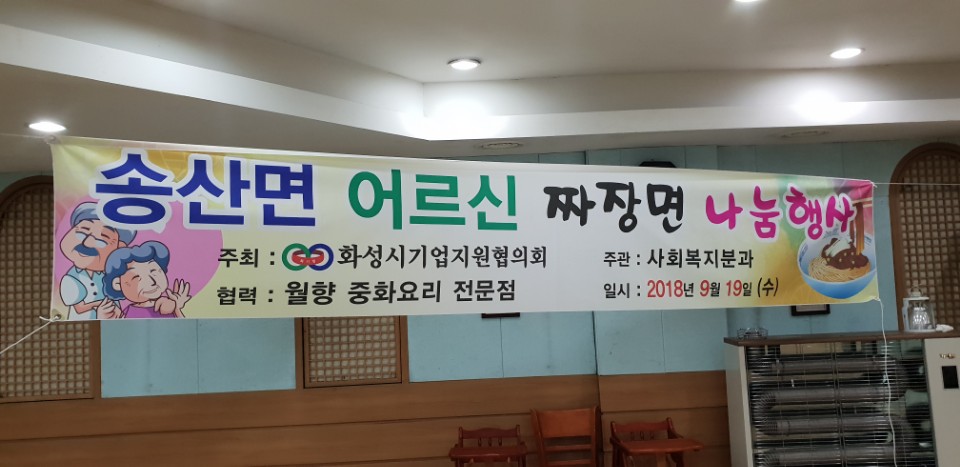 송산면 어르신 짜장면 나눔행사
주최 : 화성시기업지원협의회 주관 : 사회복지분과
협력 : 월향 중화요리 전문점 일시 : 2018년 9월 19일 (수)